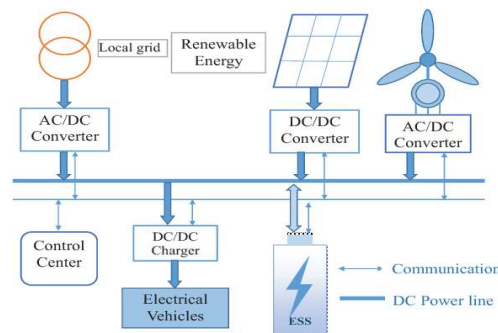 Local grid
Renewable
Energy
AC/DC
Converter
DC/DC
Converter
AC/DC
Converter
Control
Center
DC/DC
Charger
Electrical
Vehicles
ESS
Communication
DC Power line